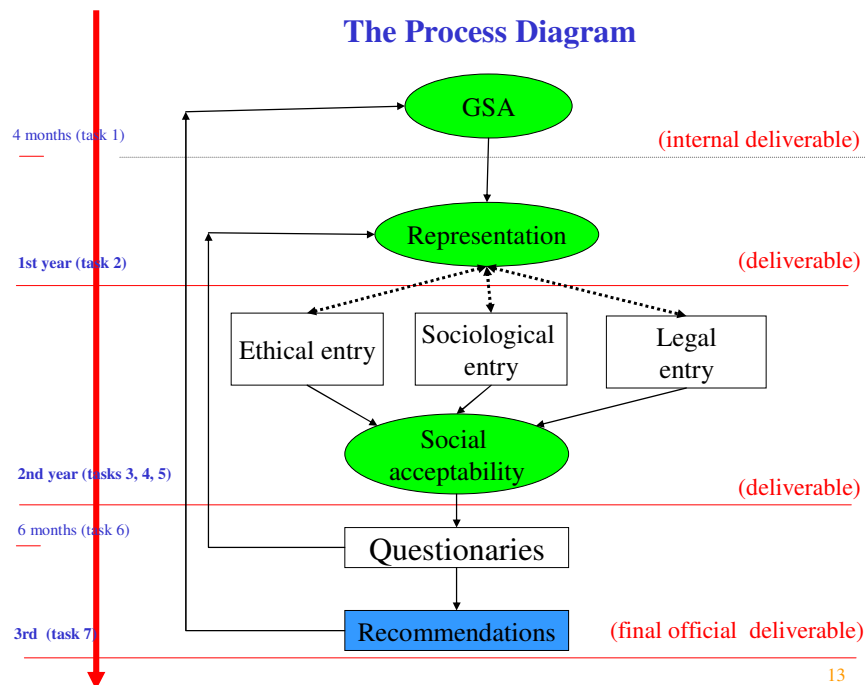 The Process Diagram
GSA
4 months (task 1)
(internal deliverable)
Representation
1st year (task 2)
(deliverable)
Ethical entry
Sociological
entry
Legal
entry
Social
acceptability
2nd year (tasks 3, 4, 5)
(deliverable)
6 months (task 6)
Questionaries
3rd (task 7)
Recommendations
(final official deliverable)
13